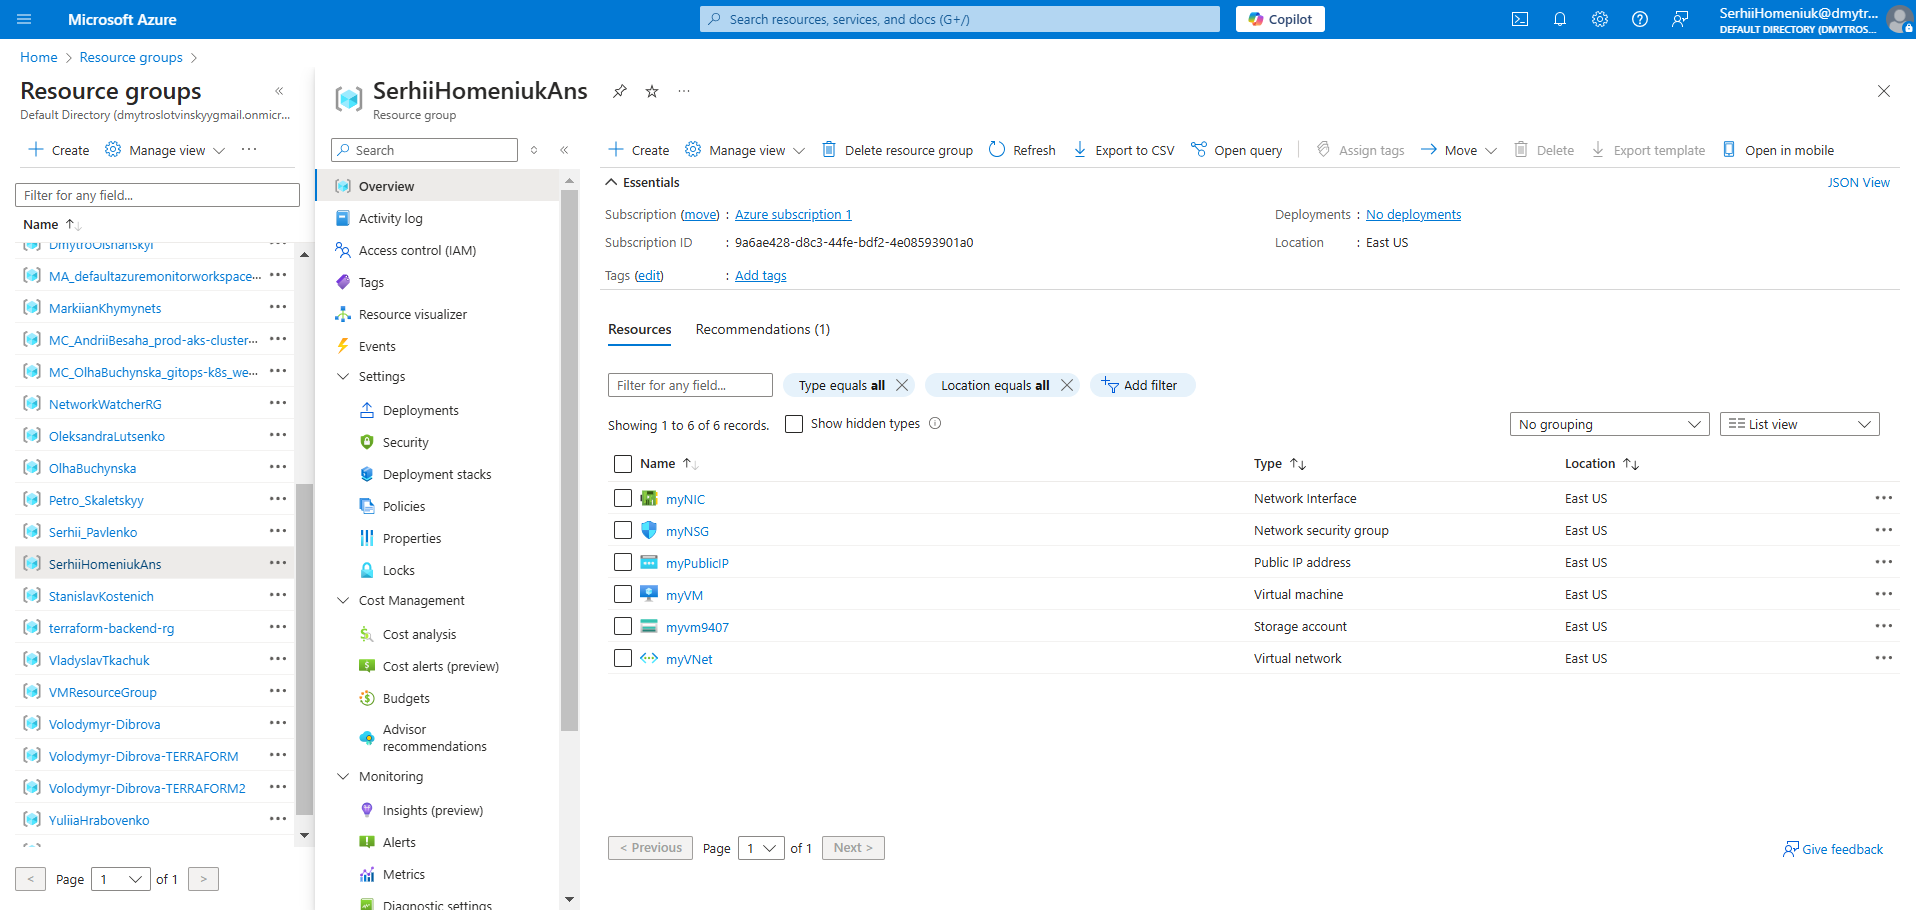 Microsoft Azure
Search resources, services, and docs (G+/)
Copilot
SerhiiHomeniuk@dmytr...
DEFAULT DIRECTORY (DMYTROS...
Home > Resource groups >
Resource groups
Default Directory (dmytroslotvinskyygmail.onmicr...
Create
Manage view
Filter for any field...
Name
DmytroOlshanskyi
MA_defaultazuremonitorworkspace...
MarkiianKhymynets
MC_AndriiBesaha_prod-aks-cluster...
MC_OlhaBuchynska_gitops-k8s_we...
NetworkWatcherRG
OleksandraLutsenko
OlhaBuchynska
Petro_Skaletskyy
Serhii_Pavlenko
SerhiiHomeniukAns
StanislavKostenich
terraform-backend-rg
VladyslavTkachuk
VMResourceGroup
Volodymyr-Dibrova
Volodymyr-Dibrova-TERRAFORM
Volodymyr-Dibrova-TERRAFORM2
YuliiaHrabovenko
< Page 1 of 1 >
SerhiiHomeniukAns
Resource group
Search
Overview
Activity log
Access control (IAM)
Tags
Resource visualizer
Events
Settings
Deployments
Security
Deployment stacks
Policies
Properties
Locks
Cost Management
Cost analysis
Cost alerts (preview)
Budgets
Advisor
recommendations
Monitoring
Insights (preview)
Alerts
Metrics
Diagnostic settings
Create Manage view Delete resource group Refresh Export to CSV Open query Assign tags Move Delete Export template Open in mobile
Essentials
JSON View
Subscription (move) : Azure subscription 1
Deployments : No deployments
Subscription ID : 9a6ae428-d8c3-44fe-bdf2-4e08593901a0
Location : East US
Tags (edit) : Add tags
Resources Recommendations (1)
Filter for any field... Type equals all Location equals all Add filter
Showing 1 to 6 of 6 records. Show hidden types
No grouping List view
Name Type Location
myNIC Network Interface East US
myNSG Network security group East US
myPublicIP Public IP address East US
myVM Virtual machine East US
myvm9407 Storage account East US
myVNet Virtual network East US
< Previous Page 1 of 1 Next >
Give feedback